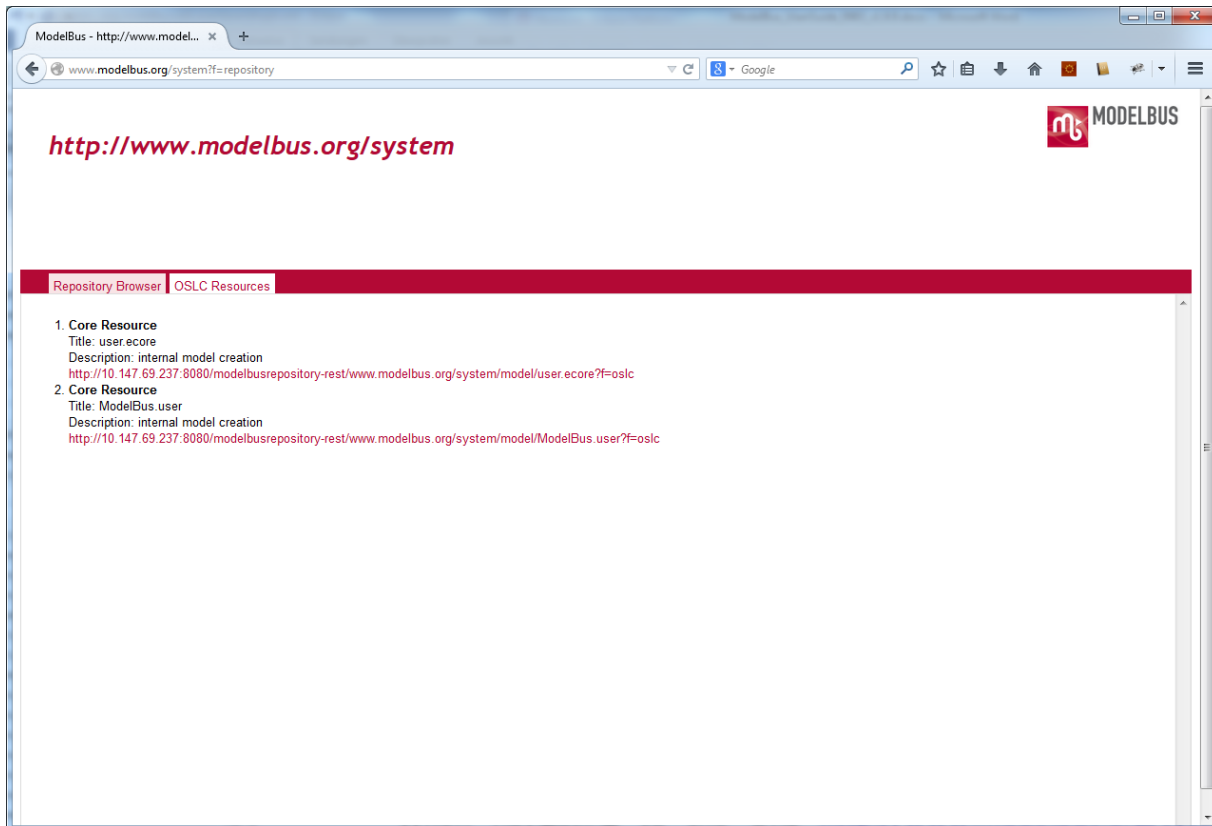 ModelBus - http://www.model...
www.modelbus.org/system?f=repository
Google
http://www.modelbus.org/system
MODELBUS
Repository Browser
OSLC Resources
1. Core Resource
Title: user.ecore
Description: internal model creation
http://10.147.69.237:8080/modelbusrepository-rest/www.modelbus.org/system/model/user.ecore?f=oslc
2. Core Resource
Title: ModelBus.user
Description: internal model creation
http://10.147.69.237:8080/modelbusrepository-rest/www.modelbus.org/system/model/ModelBus.user?f=oslc